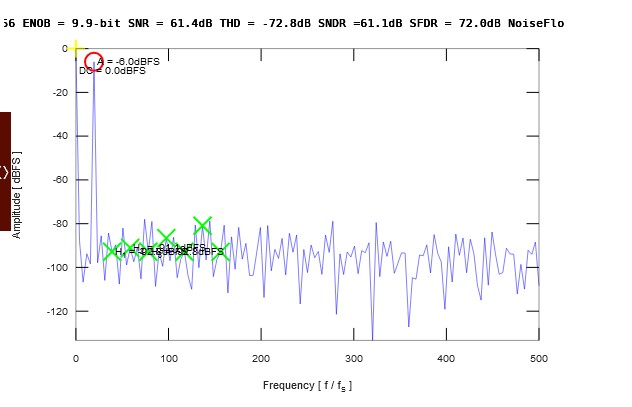 56 ENOB = 9.9-bit SNR = 61.4dB THD = -72.8dB SNDR =61.1dB SFDR = 72.0dB NoiseFlo
0
A = -6.0dBFS
DC = 0.0dBFS
-20
-40
-60
-80
-100
-120
0 100 200 300 400 500
Amplitude [ dBFS ]
Frequency [ f / fs ]